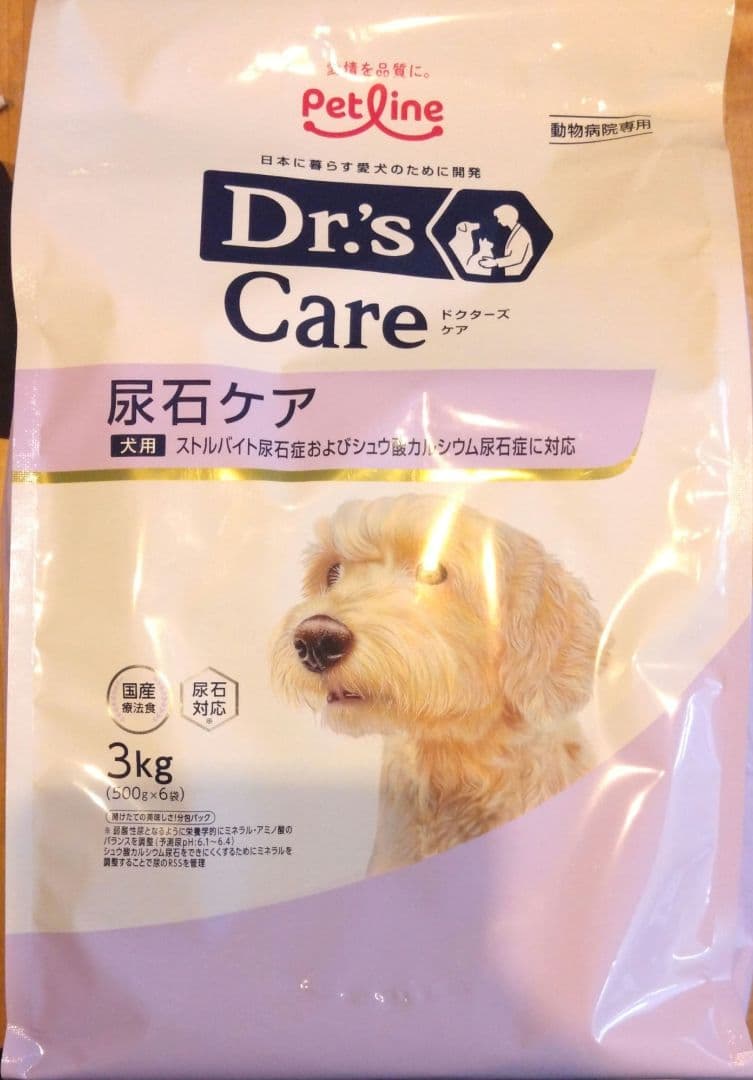 愛情を品質に。
Petline
動物病院専用
日本に暮らす愛犬のために開発
Dr.'s
Care
ドクターズ
ケア
尿石ケア
犬用 ストルバイト尿石症およびシュウ酸カルシウム尿石症に対応
国産
療法食
尿石
対応
※
3kg
(500g×6袋)
開けたての美味しさ!分包パック
※ 弱酸性尿となるように栄養学的にミネラル・アミノ酸の
バランスを調整(予測尿pH:6.1~6.4)
シュウ酸カルシウム尿石をできにくくするためにミネラルを
調整することで尿のRSSを管理